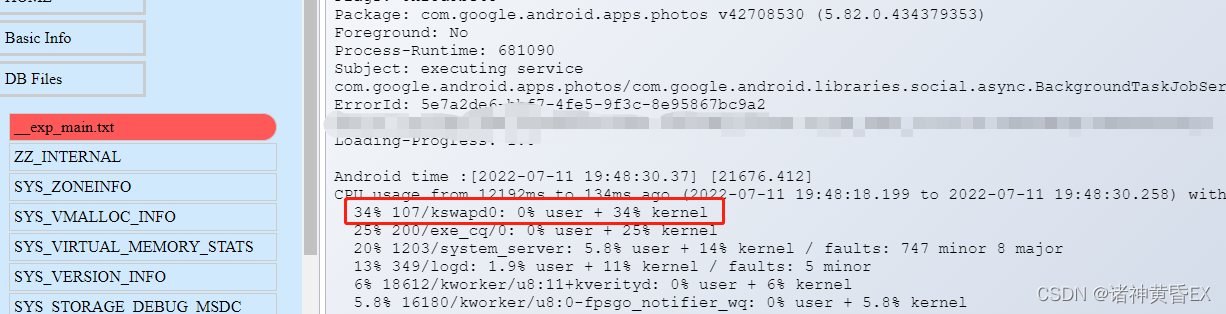 Basic Info
DB Files
__exp_main.txt
ZZ_INTERNAL
SYS_ZONEINFO
SYS_VMALLOC_INFO
SYS_VIRTUAL_MEMORY_STATS
SYS_VERSION_INFO
SYS_STORAGE_DEBUG_MSDC
Package: com.google.android.apps.photos v42708530 (5.82.0.434379353)
Foreground: No
Process-Runtime: 681090
Subject: executing service
com.google.android.apps.photos/com.google.android.libraries.social.async.BackgroundTaskJobSer
ErrorId: 5e7a2de6-bbf7-4fe5-9f3c-8e95867bc9a2
Loading-Progress:
Android time :[2022-07-11 19:48:30.37] [21676.412]
CPU usage from 12192ms to 134ms ago (2022-07-11 19:48:18.199 to 2022-07-11 19:48:30.258) with
34% 107/kswapd0: 0% user + 34% kernel
25% 200/exe_cq/0: 0% user + 25% kernel
20% 1203/system_server: 5.8% user + 14% kernel / faults: 747 minor 8 major
13% 349/logd: 1.9% user + 11% kernel / faults: 5 minor
6% 18612/kworker/u8:11+kverityd: 0% user + 6% kernel
5.8% 16180/kworker/u8:0-fpsgo_notifier_wq: 0% user + 5.8% kernel
CSDN @诸神黄昏EX